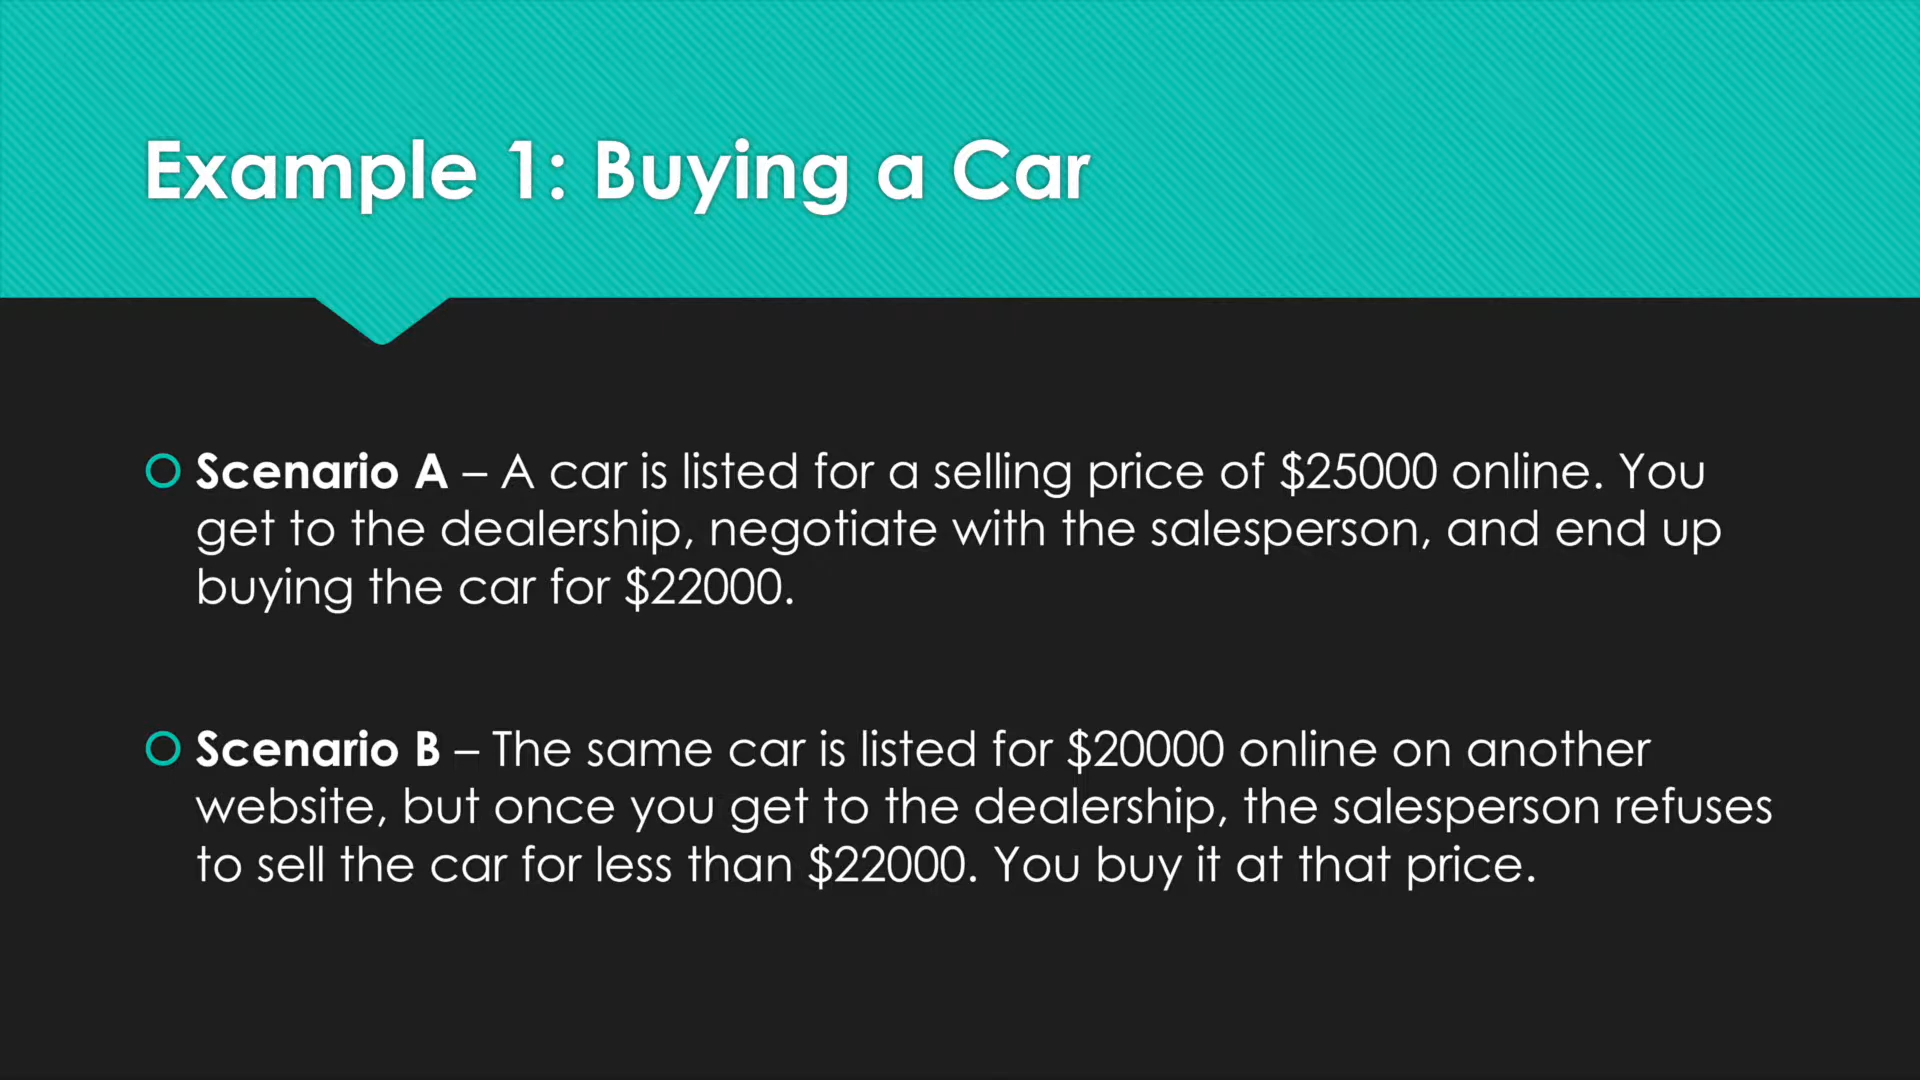 Example 1: Buying a Car
Scenario A – A car is listed for a selling price of $25000 online. You
get to the dealership, negotiate with the salesperson, and end up
buying the car for $22000.
Scenario B – The same car is listed for $20000 online on another
website, but once you get to the dealership, the salesperson refuses
to sell the car for less than $22000. You buy it at that price.